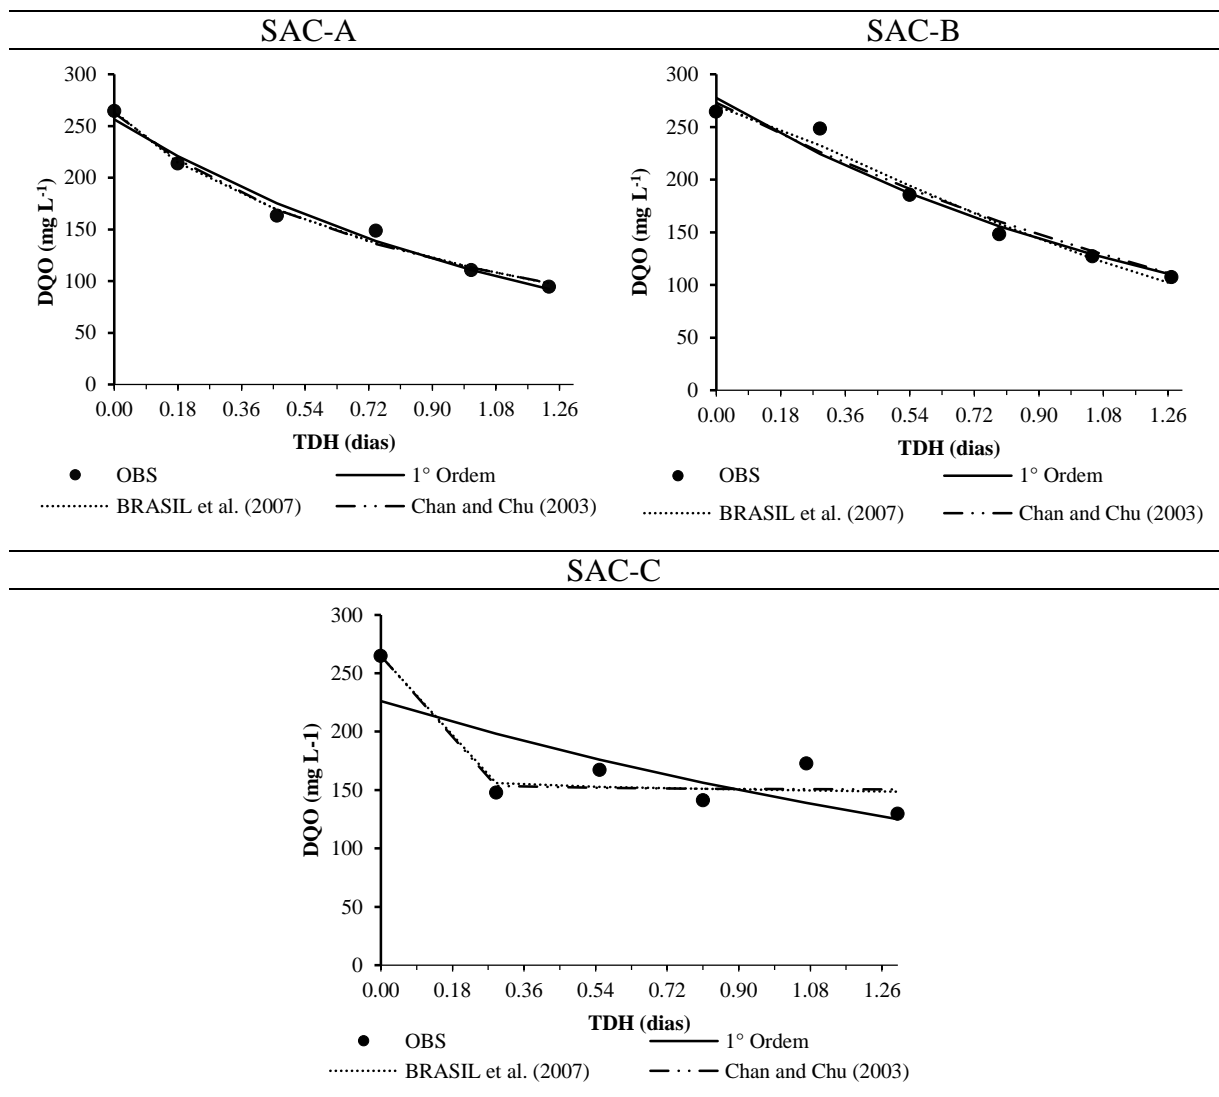 SAC-A SAC-B
300
250
200
150
100
50
0
DQO (mg L-1)
0.00 0.18 0.36 0.54 0.72 0.90 1.08 1.26
TDH (dias)
OBS 1° Ordem
BRASIL et al. (2007) Chan and Chu (2003)
300
250
200
150
100
50
0
DQO (mg L-1)
0.00 0.18 0.36 0.54 0.72 0.90 1.08 1.26
TDH (dias)
OBS 1° Ordem
BRASIL et al. (2007) Chan and Chu (2003)
SAC-C
300
250
200
150
100
50
0
DQO (mg L-1)
0.00 0.18 0.36 0.54 0.72 0.90 1.08 1.26
TDH (dias)
OBS 1° Ordem
BRASIL et al. (2007) Chan and Chu (2003)